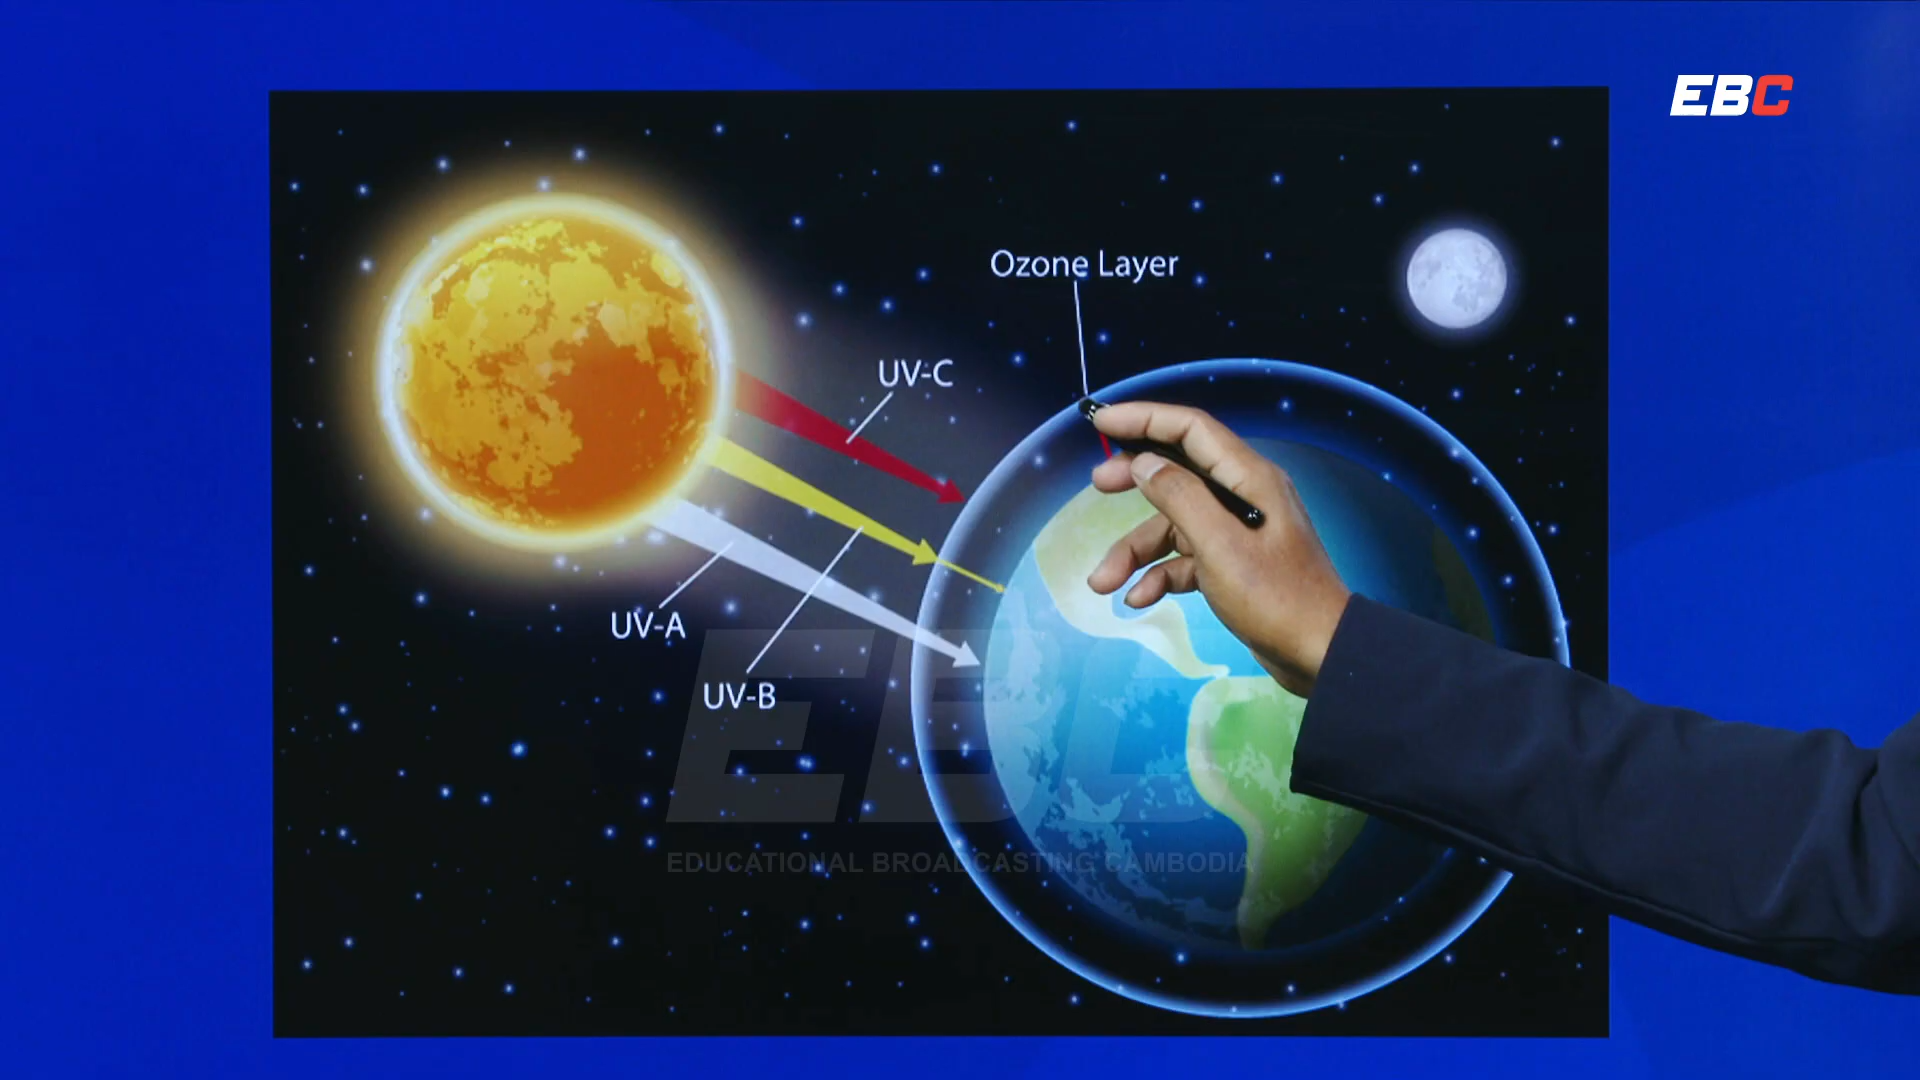 EBC
Ozone Layer
UV-C
UV-A
UV-B
EBC
EDUCATIONAL BROADCASTING CAMBODIA